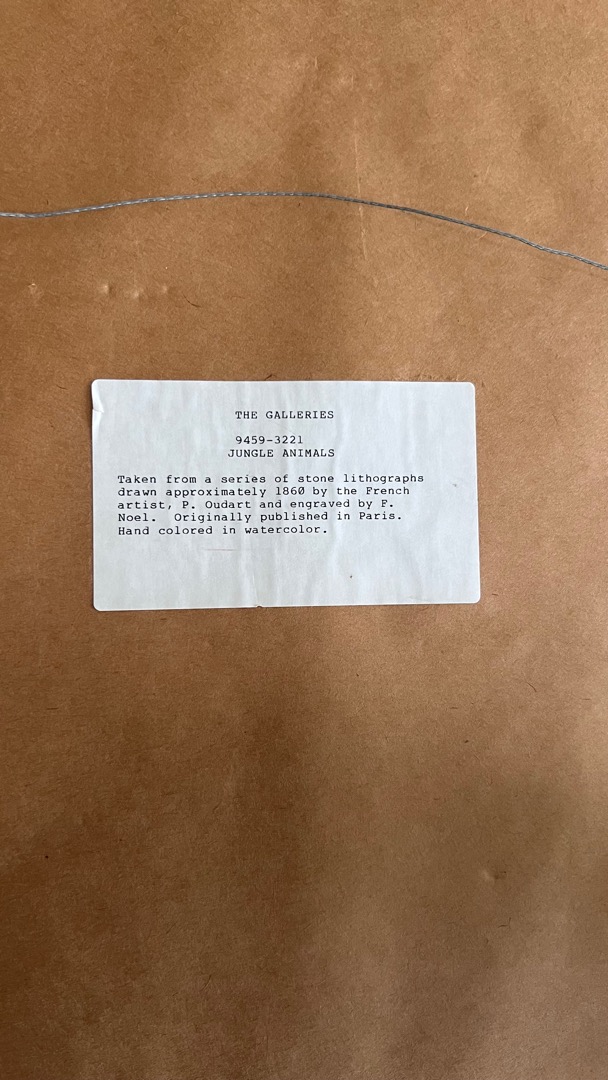 THE GALLERIES
9459-3221
JUNGLE ANIMALS
Taken from a series of stone lithographs
drawn approximately 1860 by the French
artist, P. Oudart and engraved by F.
Noel. Originally published in Paris.
Hand colored in watercolor.